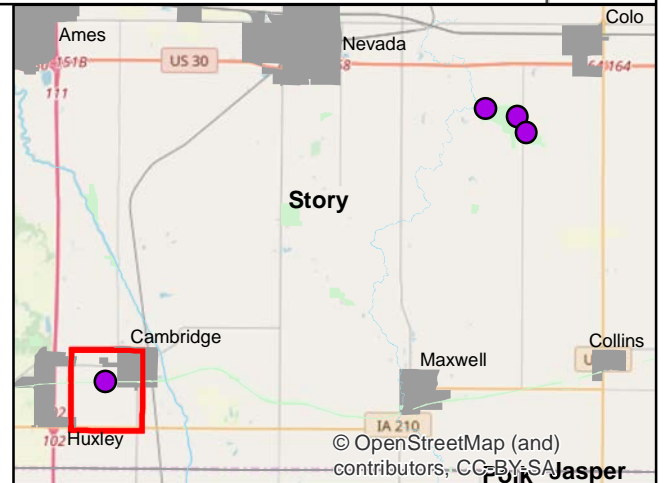 Colo
Ames
Nevada
US 30
111
Story
Cambridge
Collins
Maxwell
IA 210
102
Huxley
© OpenStreetMap (and)
contributors, CC-BY-SA
Jasper